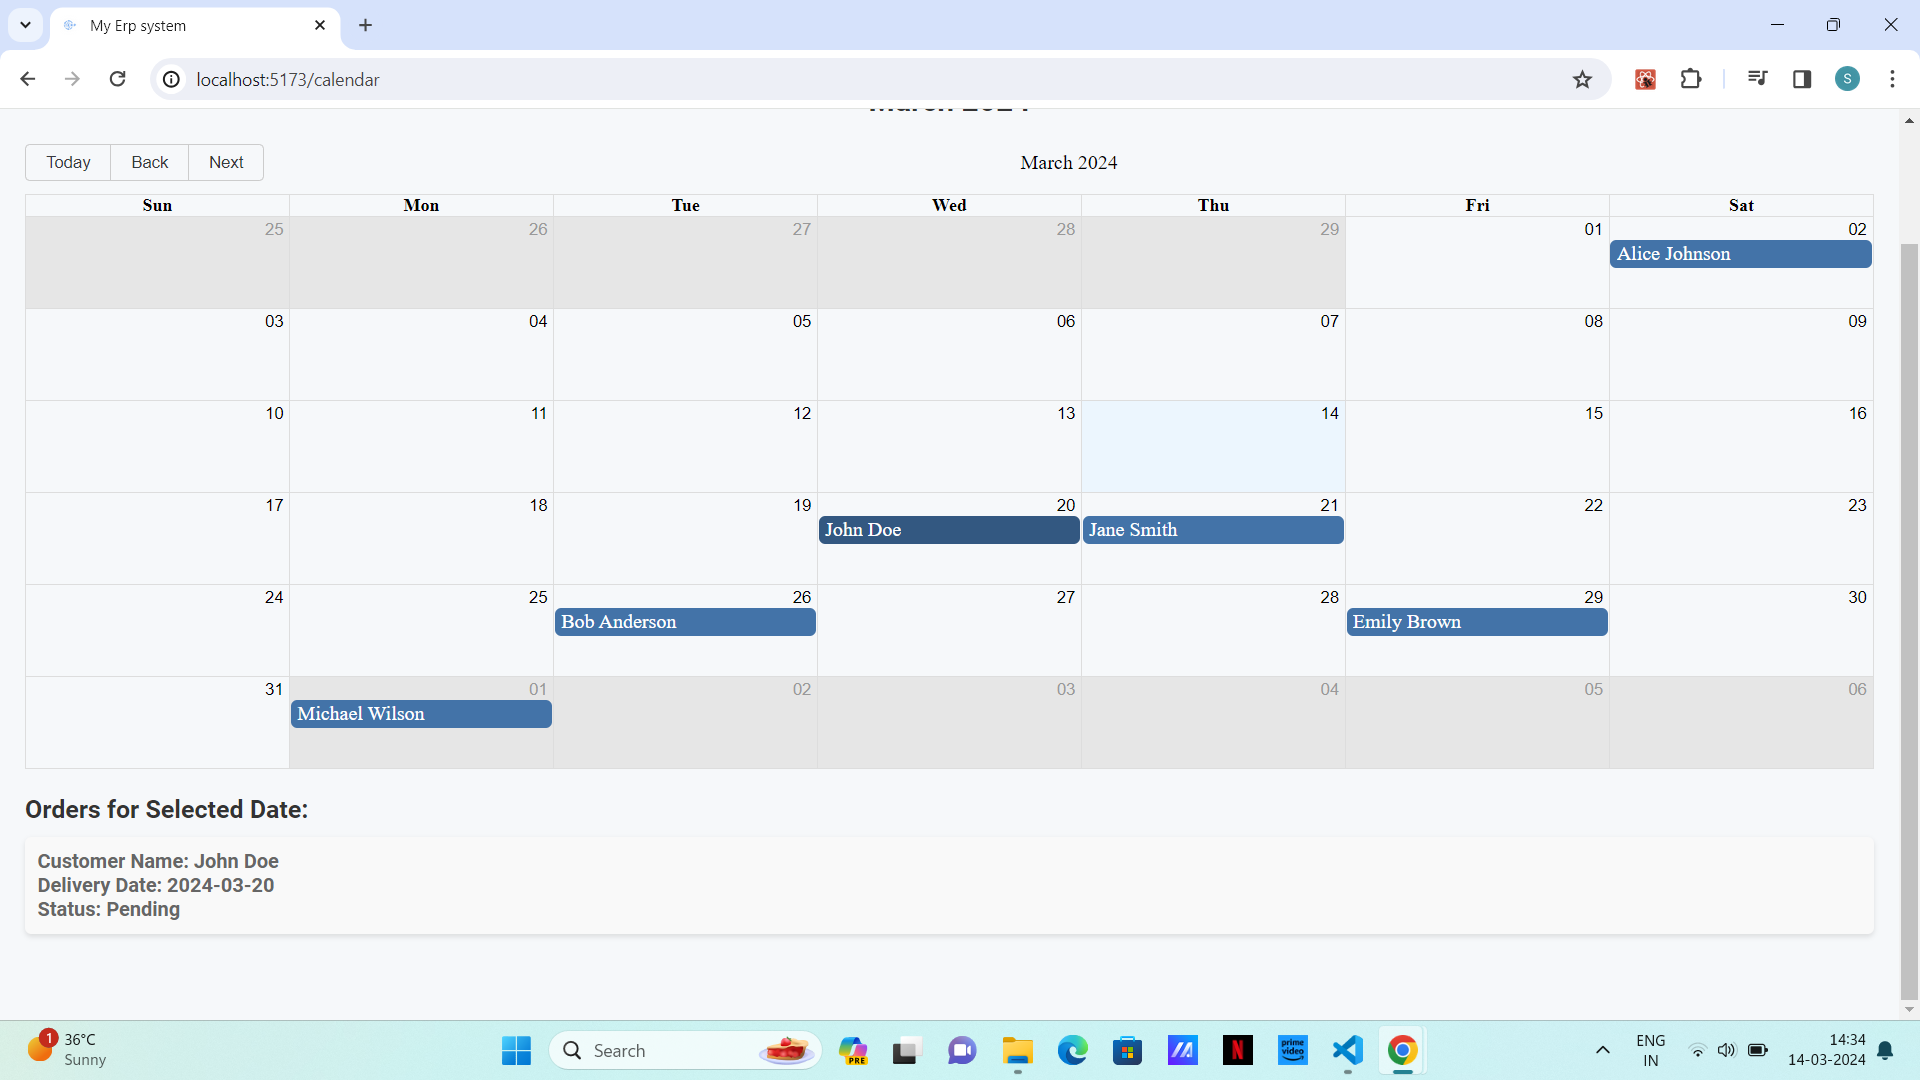 My Erp system
localhost:5173/calendar
S
March 2024
Today Back Next
March 2024
Sun Mon Tue Wed Thu Fri Sat
25 26 27 28 29 01 02
Alice Johnson
03 04 05 06 07 08 09
10 11 12 13 14 15 16
17 18 19 20 21 22 23
John Doe Jane Smith
24 25 26 27 28 29 30
Bob Anderson Emily Brown
31 01 02 03 04 05 06
Michael Wilson
Orders for Selected Date:
Customer Name: John Doe
Delivery Date: 2024-03-20
Status: Pending
1
36°C
Sunny
Search
PRE
N
prime
video
ENG
IN
14:34
14-03-2024